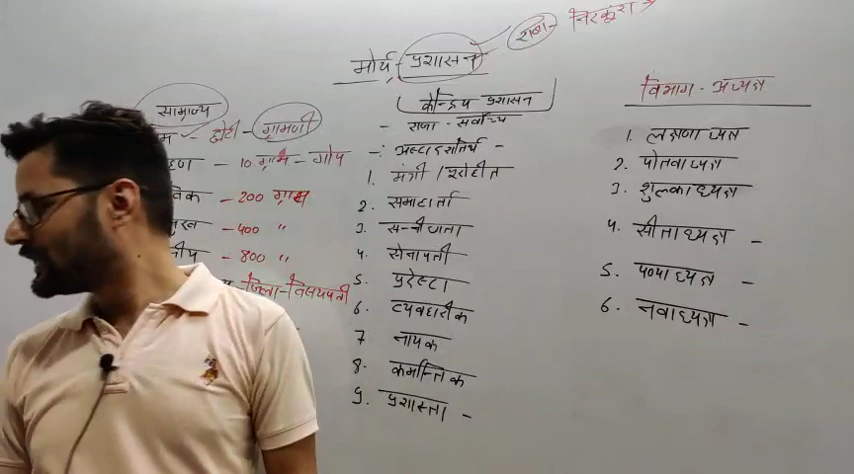 राजा - निरकुंश
मौर्य - प्रशासन
साम्राज्य
छोटी - ग्रामणी
10 ग्राम - गोप
- 200 ग्राम
- 400 "
- 800 "
जिला - विषयपती
केन्द्रिय प्रशासन
- राजा - सर्वोच्च
- अष्टादशतिर्थ -
1. मंत्री / पुरोहीत
2. समाहर्ता
3. सन्नीधाता
4. सेनापती
5. प्रदेष्टा
6. व्यवहारीक
7 नायक
8. कर्मान्तिक
9. प्रशास्ता -
विभाग - अध्यक्ष
1. लक्षणाध्यक्ष
2. पोतवाध्यक्ष
3. शुल्काध्यक्ष
4. सीताध्यक्ष -
5. पण्याध्यक्ष -
6. नवाध्यक्ष -